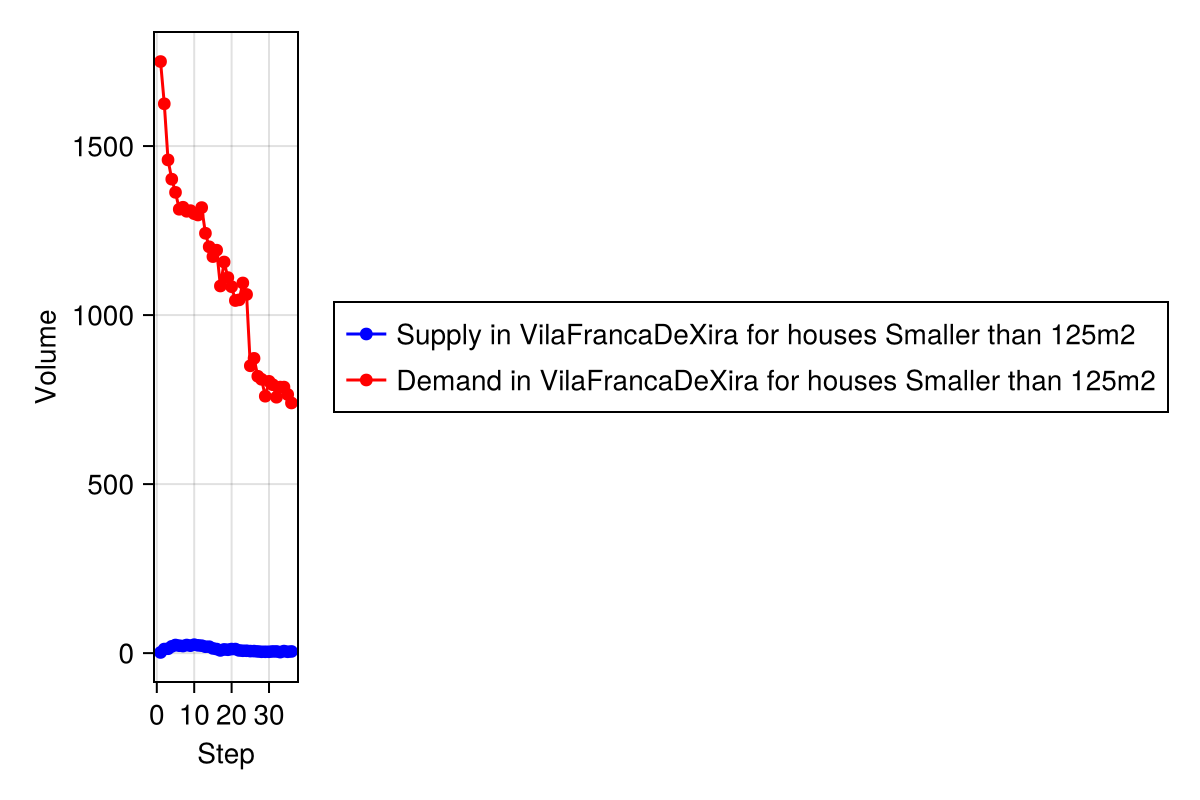 1500
1000
500
0
Volume
0 10 20 30
Step
Supply in VilaFrancaDeXira for houses Smaller than 125m2
Demand in VilaFrancaDeXira for houses Smaller than 125m2